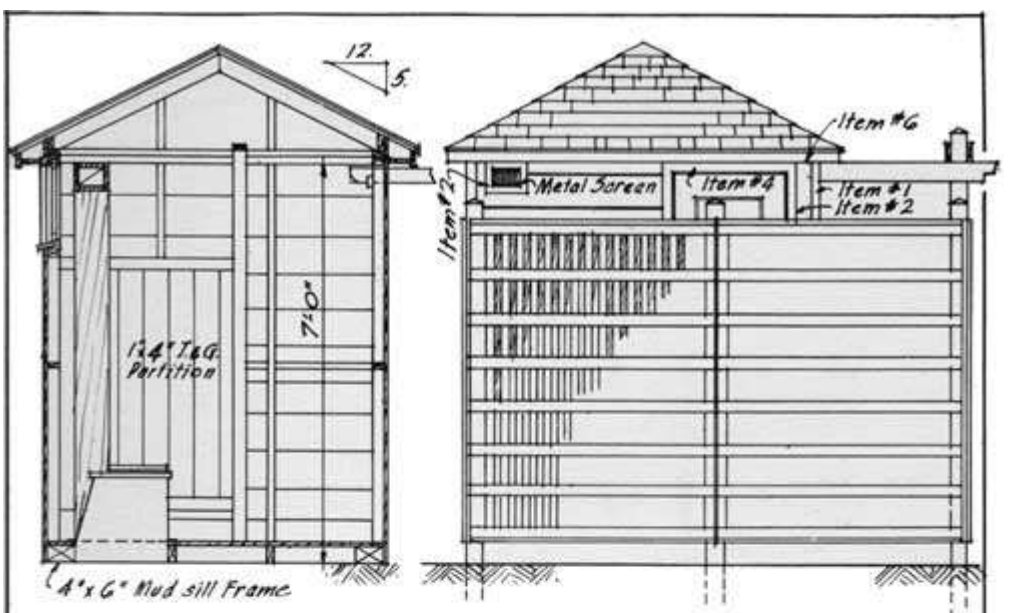 12.
5.
Item #6
Item #2
Metal Screen
Item #4
Item #1
Item #2
7'-0"
1"x4" T.&G.
Partition
4"x6" Mud sill Frame